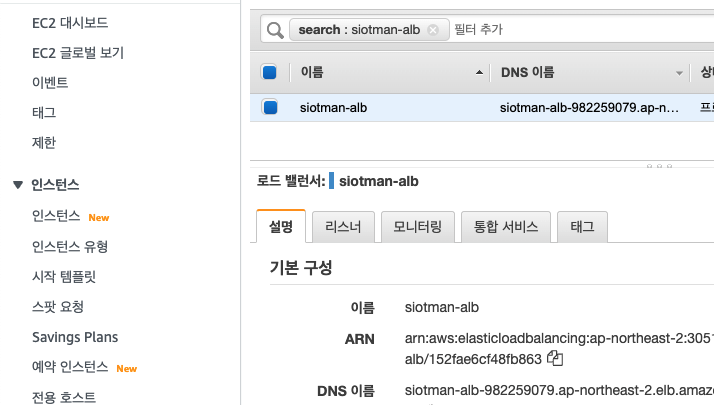 EC2 대시보드
EC2 글로벌 보기
이벤트
태그
제한
인스턴스
인스턴스 New
인스턴스 유형
시작 템플릿
스팟 요청
Savings Plans
예약 인스턴스 New
전용 호스트
search : siotman-alb 필터 추가
이름 DNS 이름
siotman-alb siotman-alb-982259079.ap-n...
로드 밸런서: siotman-alb
설명 리스너 모니터링 통합 서비스 태그
기본 구성
이름 siotman-alb
ARN arn:aws:elasticloadbalancing:ap-northeast-2:3051
alb/152fae6cf48fb863
DNS 이름 siotman-alb-982259079.ap-northeast-2.elb.amaz